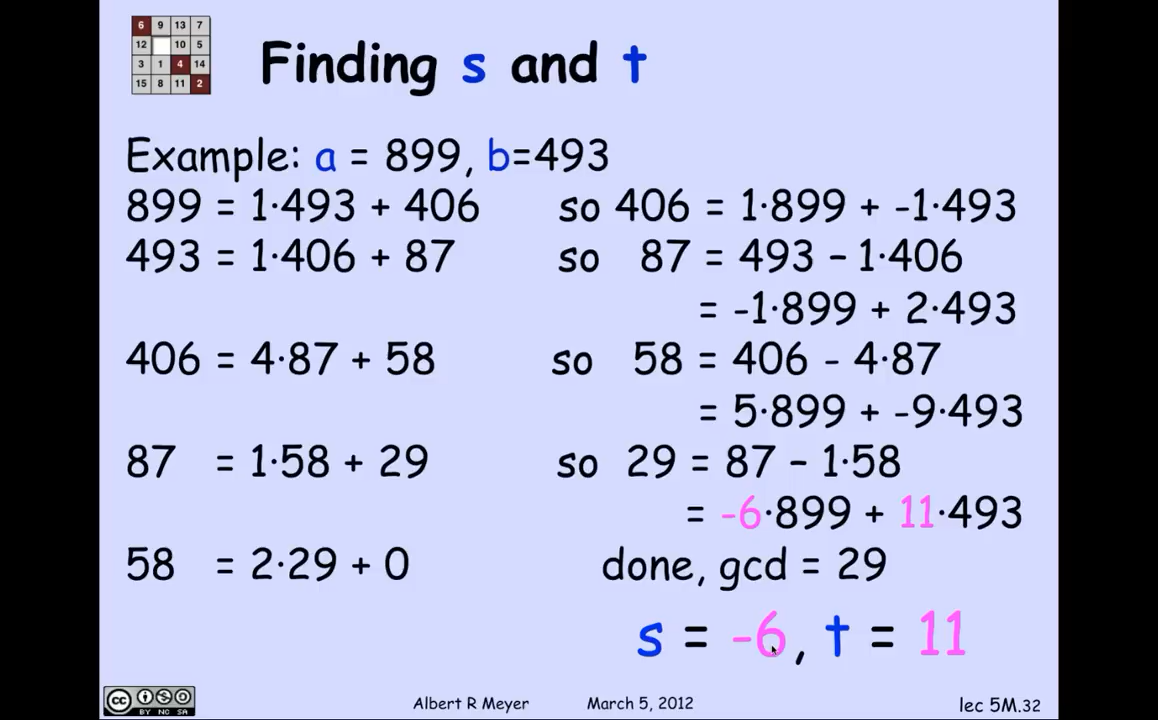 6 9 13 7
12 10 5
3 1 4 14
15 8 11 2
Finding s and t
Example: a = 899, b=493
899 = 1·493 + 406 so 406 = 1·899 + -1·493
493 = 1·406 + 87 so 87 = 493 – 1·406
= -1·899 + 2·493
406 = 4·87 + 58 so 58 = 406 - 4·87
= 5·899 + -9·493
87 = 1·58 + 29 so 29 = 87 – 1·58
= -6·899 + 11·493
58 = 2·29 + 0 done, gcd = 29
s = -6, t = 11
cc BY NC SA
Albert R Meyer March 5, 2012 lec 5M.32